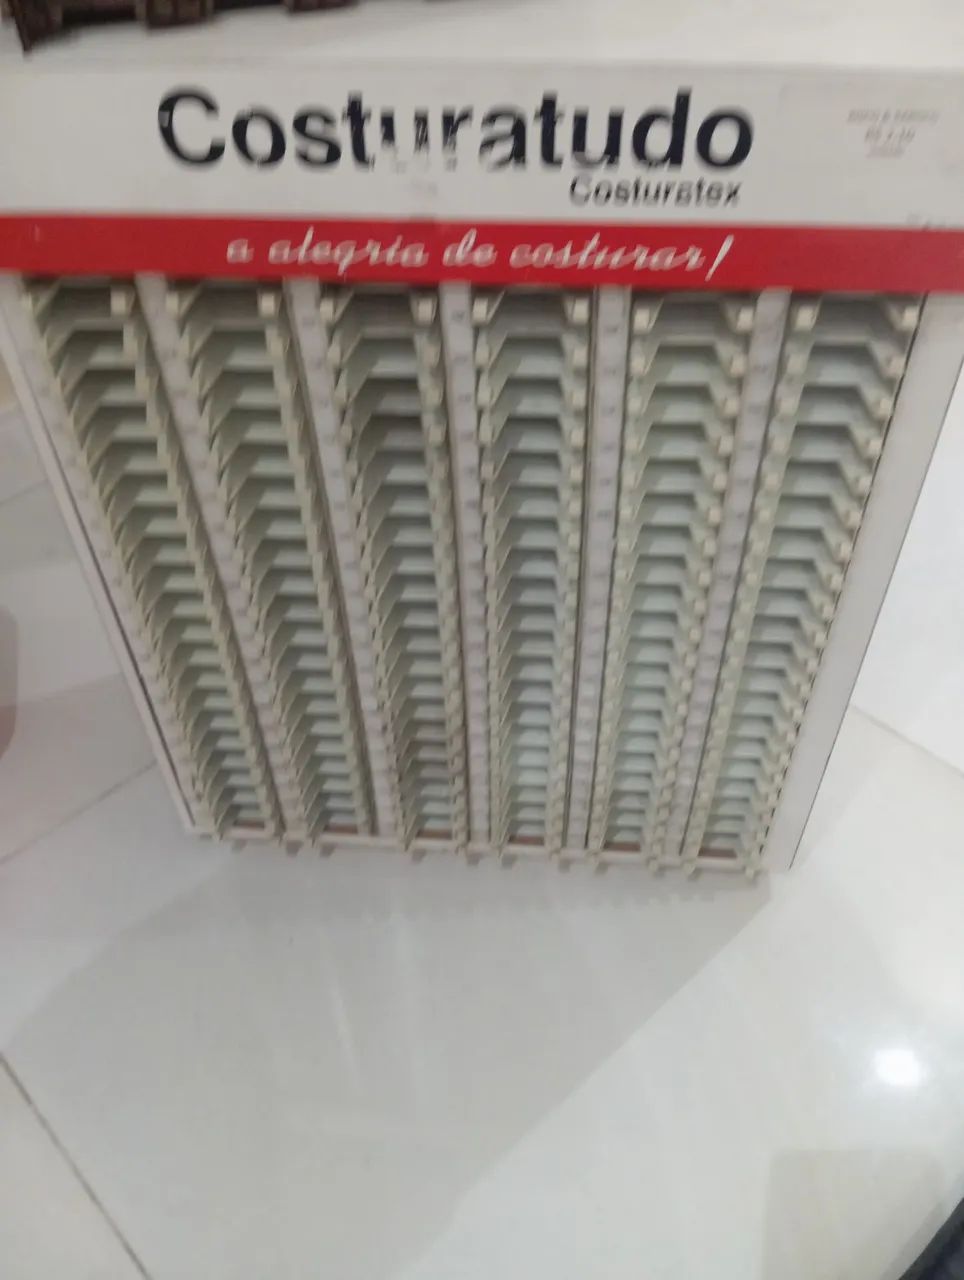 Costuratudo
Costuratex
a alegria de costurar!